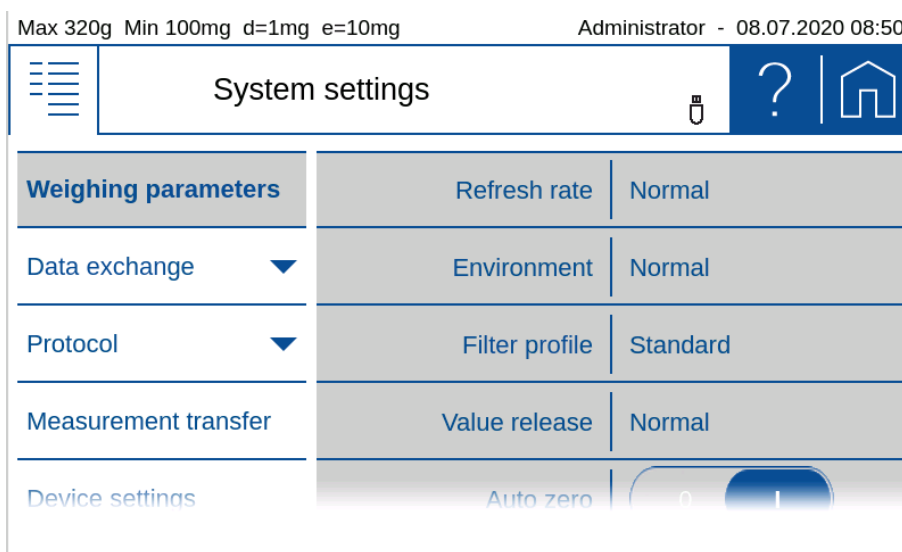 Max 320g Min 100mg d=1mg e=10mg Administrator - 08.07.2020 08:50
System settings ?
Weighing parameters Refresh rate Normal
Data exchange Environment Normal
Protocol Filter profile Standard
Measurement transfer Value release Normal
Device settings Auto zero 0 I